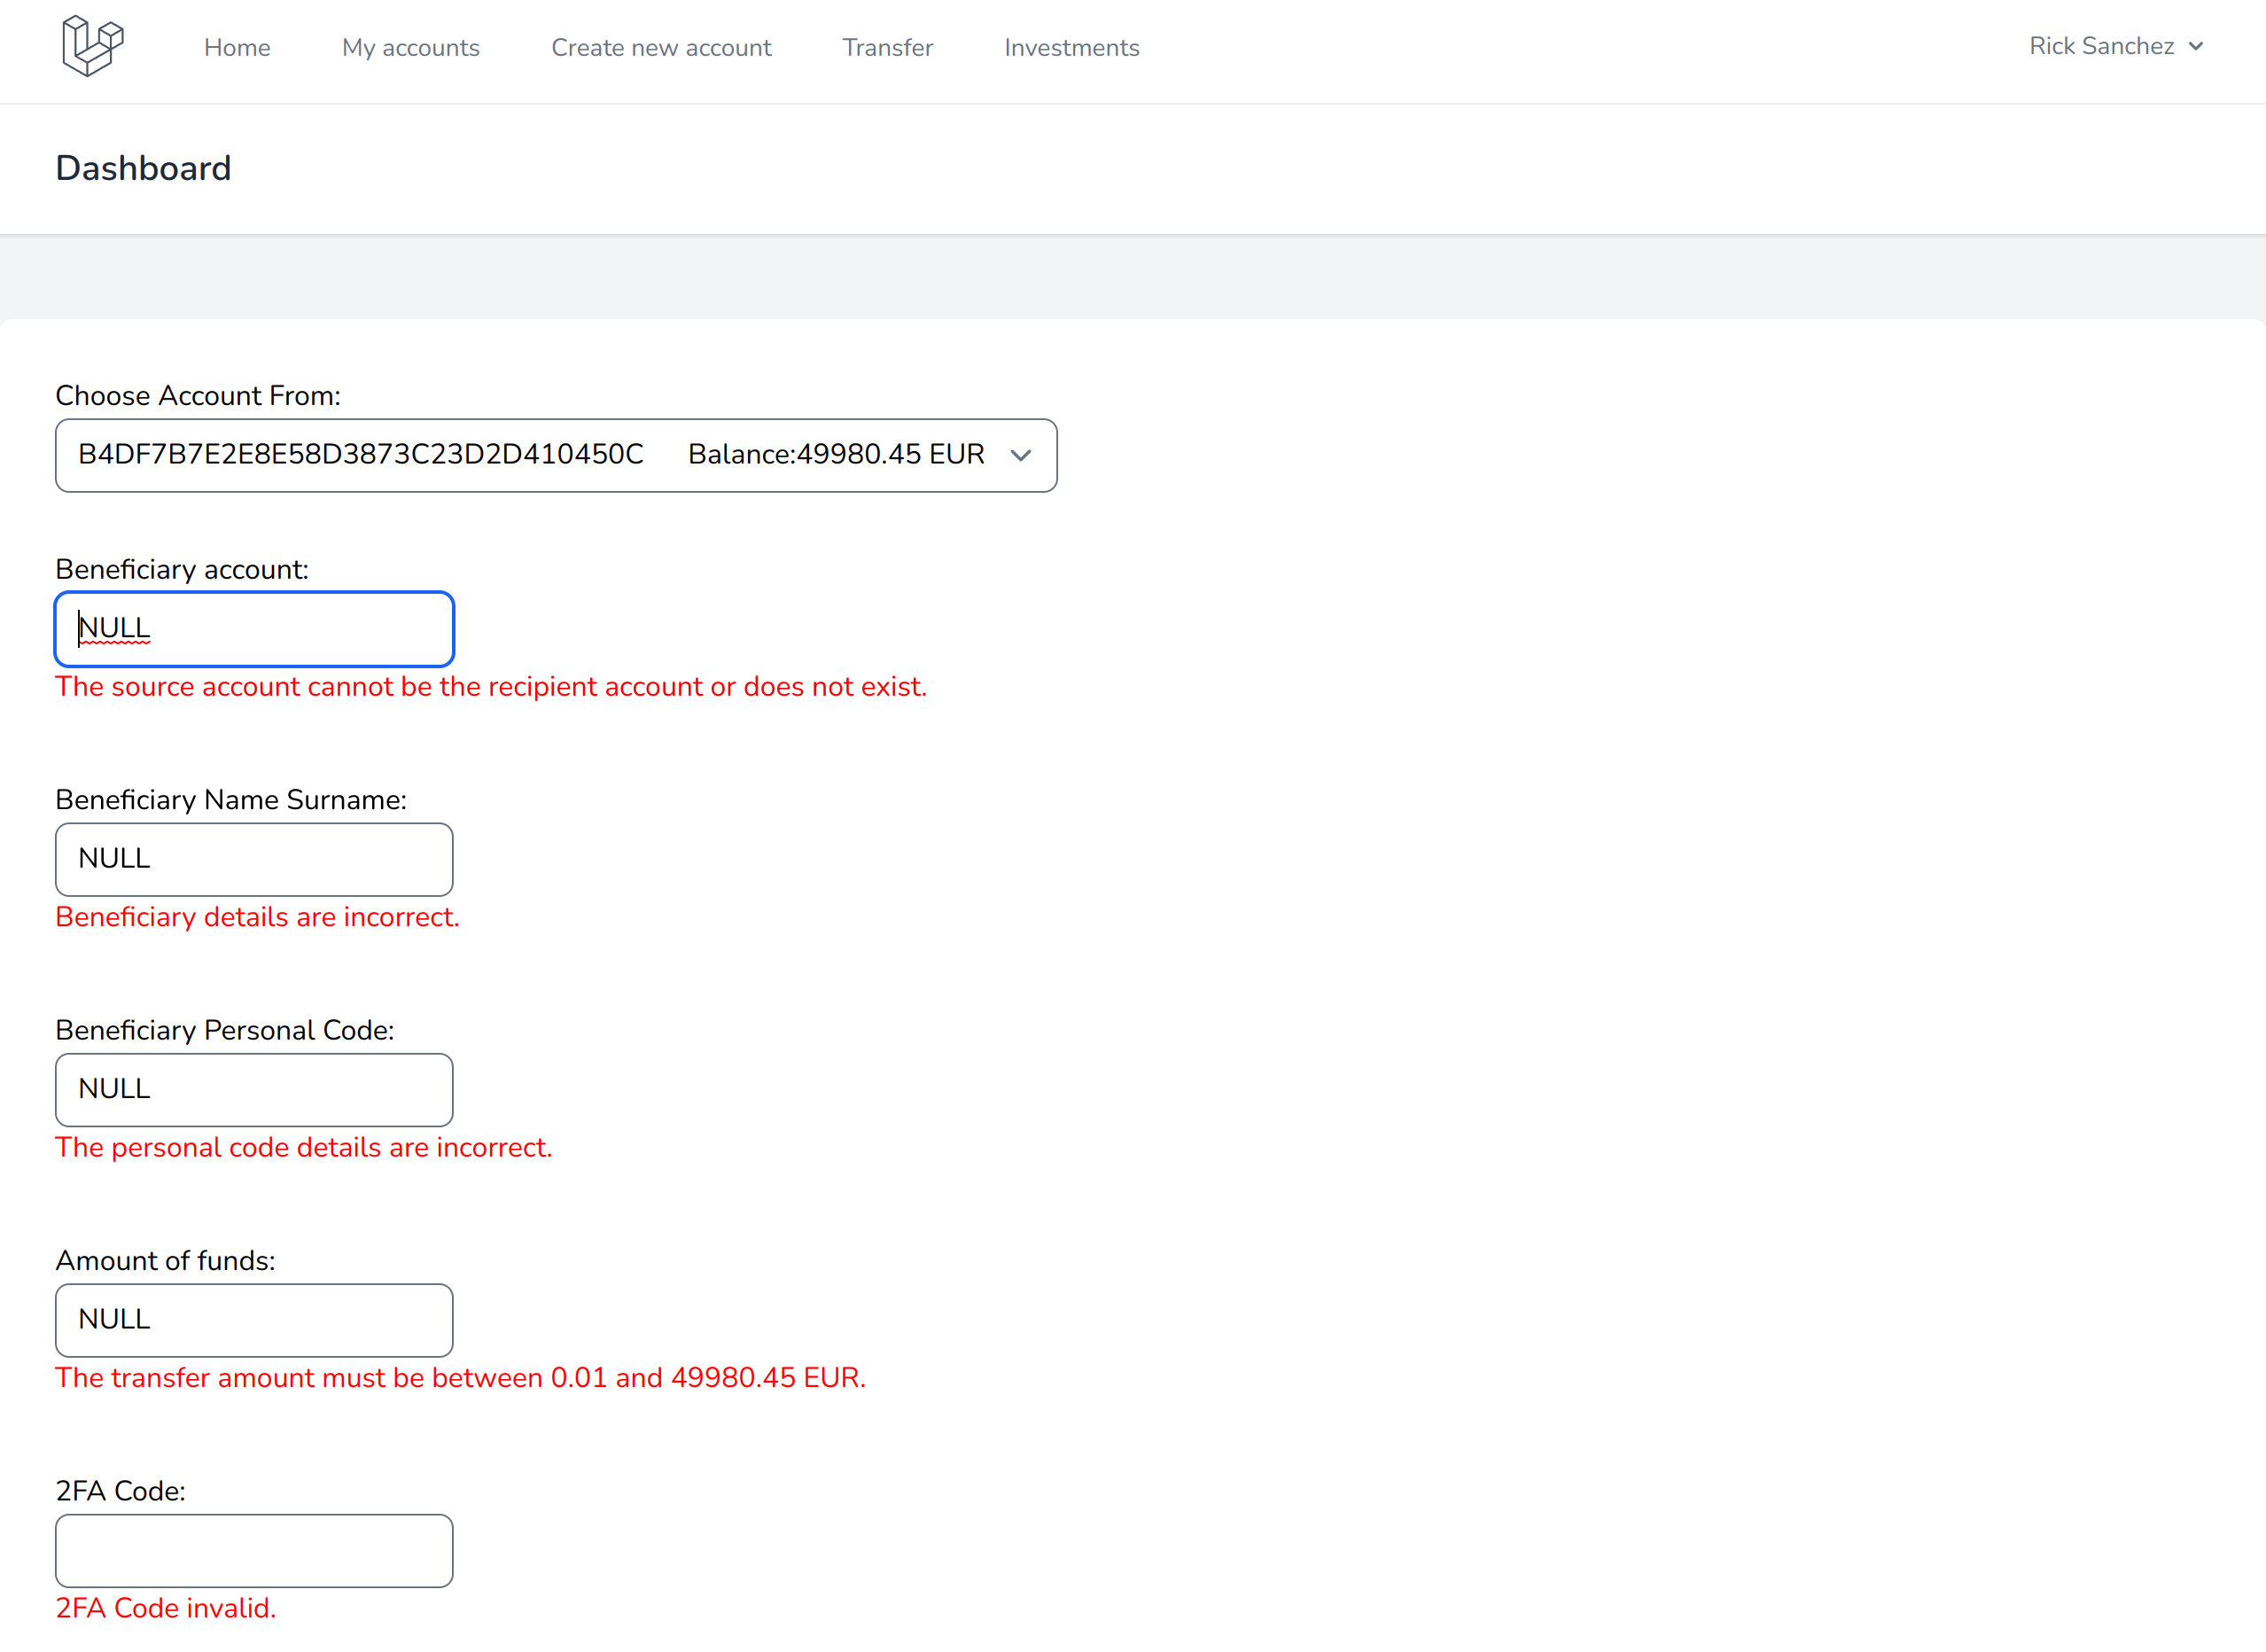 Home My accounts Create new account Transfer Investments Rick Sanchez
Dashboard
Choose Account From:
B4DF7B7E2E8E58D3873C23D2D410450C Balance:49980.45 EUR
Beneficiary account:
NULL
The source account cannot be the recipient account or does not exist.
Beneficiary Name Surname:
NULL
Beneficiary details are incorrect.
Beneficiary Personal Code:
NULL
The personal code details are incorrect.
Amount of funds:
NULL
The transfer amount must be between 0.01 and 49980.45 EUR.
2FA Code:
2FA Code invalid.